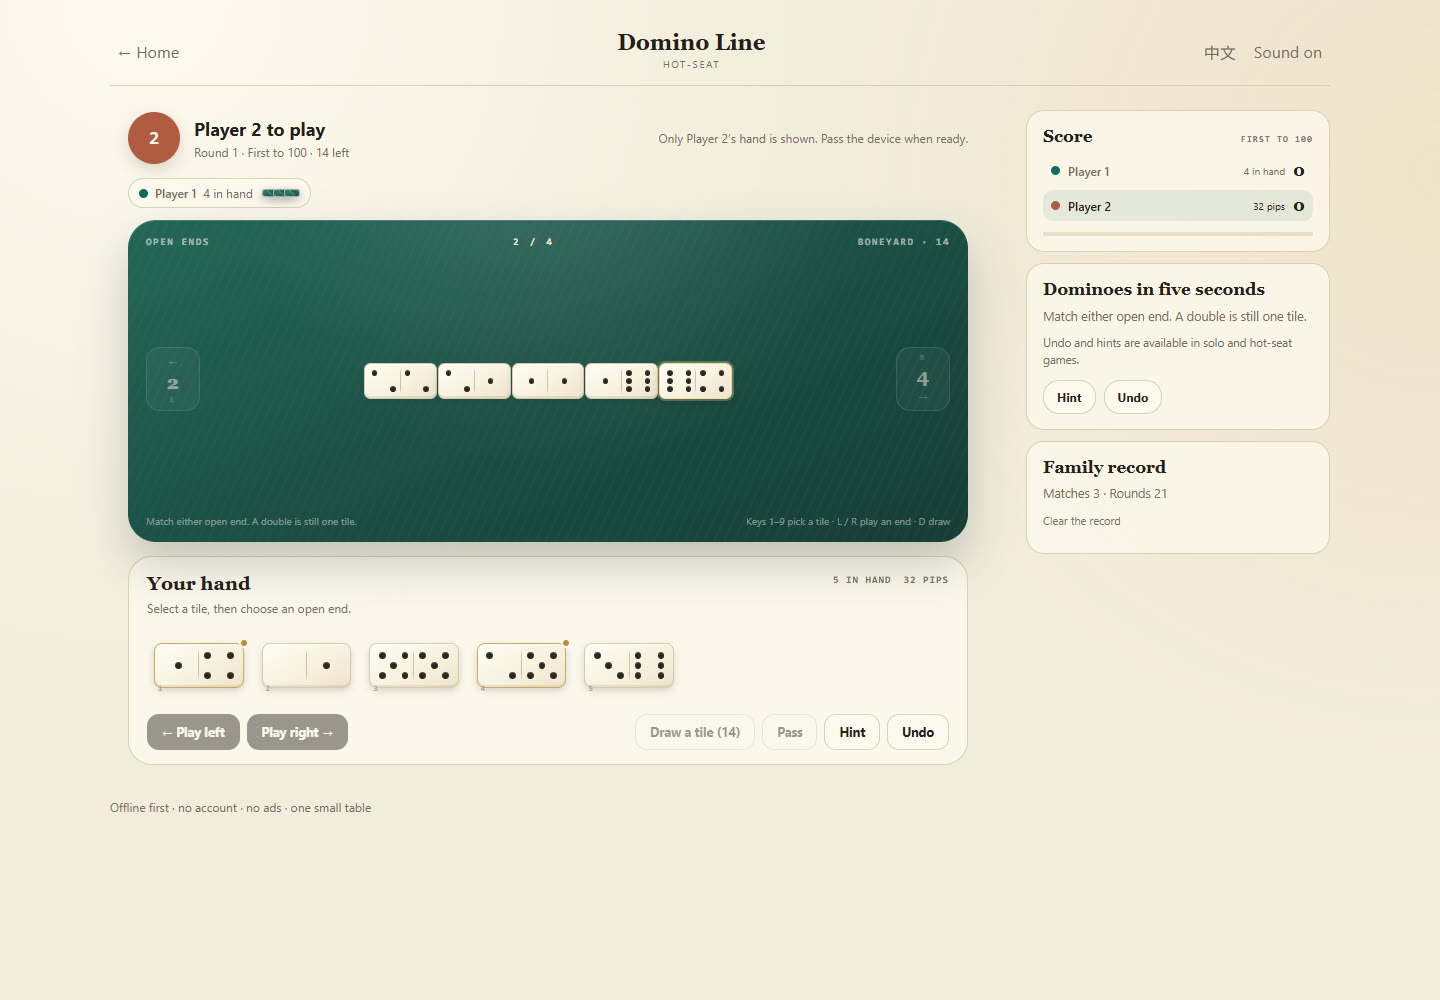 ← Home
Domino Line
HOT-SEAT
中文
Sound on
2
Player 2 to play
Round 1 · First to 100 · 14 left
Only Player 2's hand is shown. Pass the device when ready.
Player 1 4 in hand
OPEN ENDS
2 / 4
BONEYARD · 14
←
2
L
R
4
→
Match either open end. A double is still one tile.
Keys 1–9 pick a tile · L / R play an end · D draw
Your hand
5 IN HAND 32 PIPS
Select a tile, then choose an open end.
1
2
3
4
5
← Play left
Play right →
Draw a tile (14)
Pass
Hint
Undo
Score
FIRST TO 100
Player 1
4 in hand 0
Player 2
32 pips 0
Dominoes in five seconds
Match either open end. A double is still one tile.
Undo and hints are available in solo and hot-seat
games.
Hint
Undo
Family record
Matches 3 · Rounds 21
Clear the record
Offline first · no account · no ads · one small table